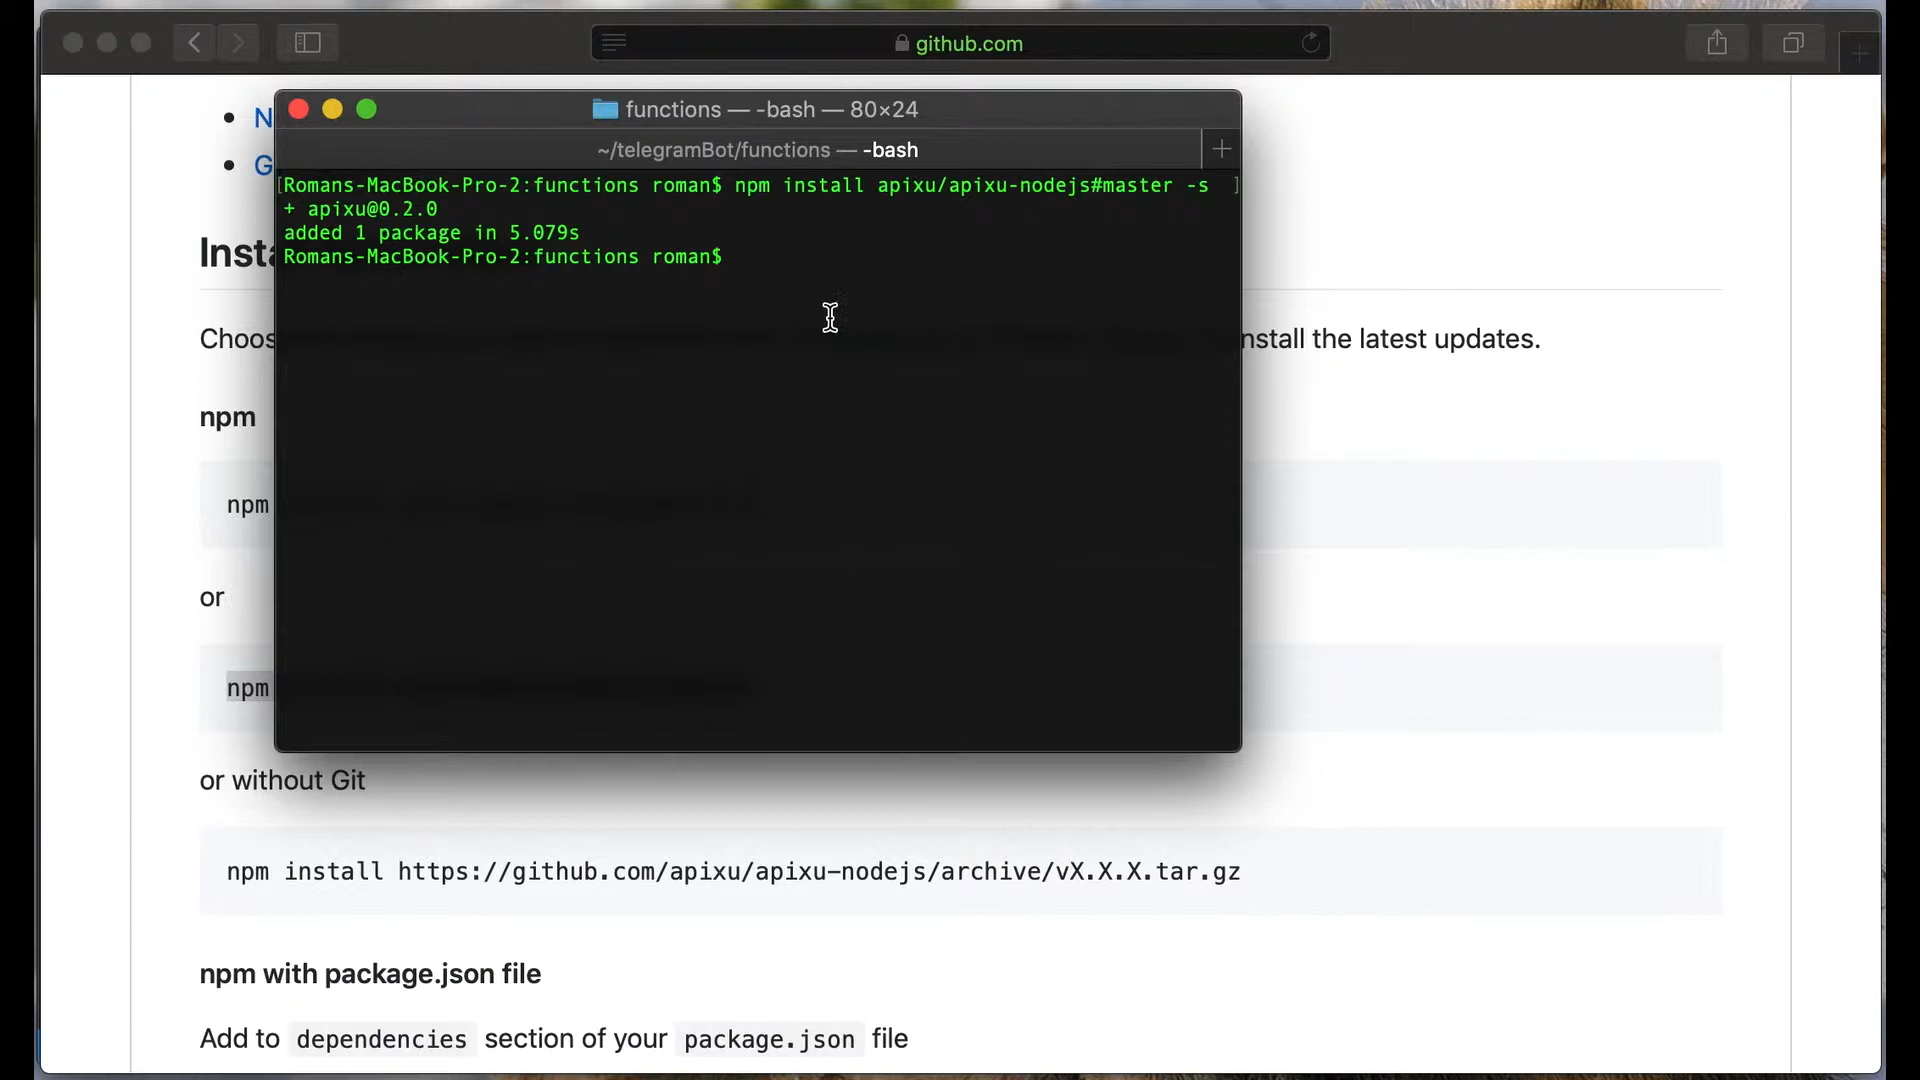 github.com
functions — -bash — 80×24
~/telegramBot/functions — -bash
Romans-MacBook-Pro-2:functions roman$ npm install apixu/apixu-nodejs#master -s
+ apixu@0.2.0
added 1 package in 5.079s
Romans-MacBook-Pro-2:functions roman$
nstall the latest updates.
npm
npm
or
npm
or without Git
npm install https://github.com/apixu/apixu-nodejs/archive/vX.X.X.tar.gz
npm with package.json file
Add to dependencies section of your package.json file